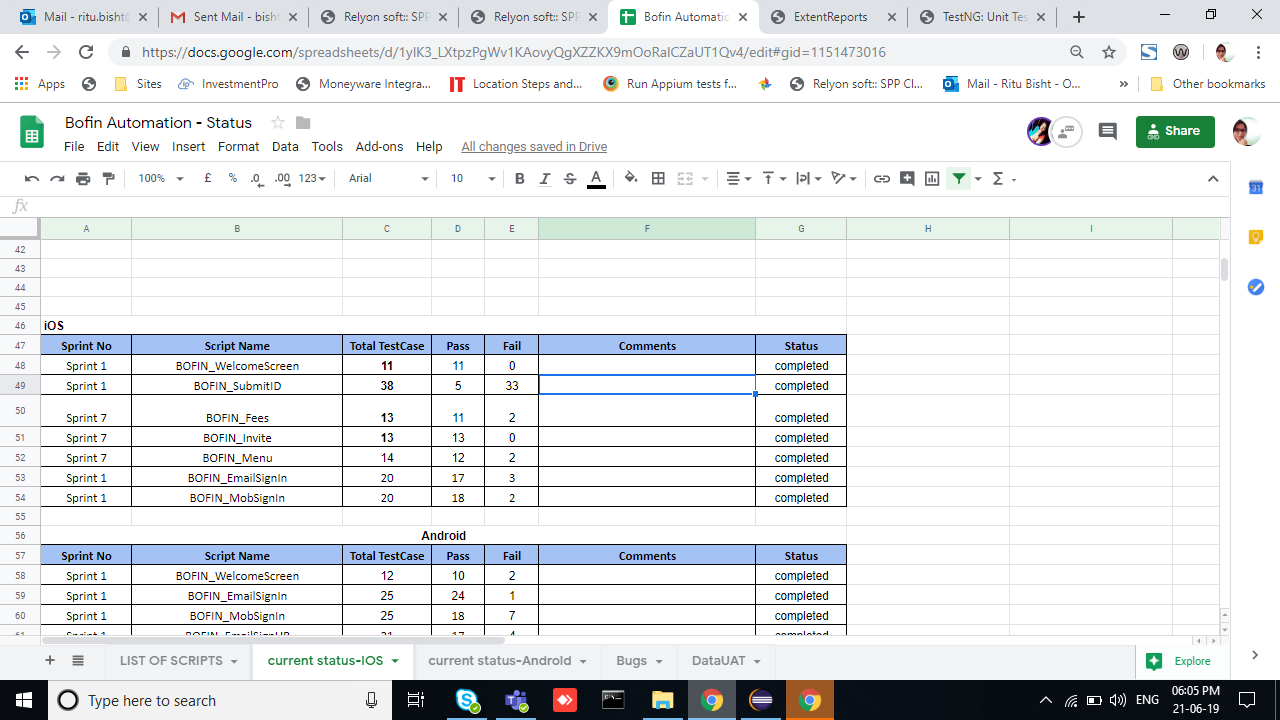 Mail - ritu.bisht@ Sent Mail - bish Relyon soft:: SPP Relyon soft:: SPP Bofin Automatic ExtentReports TestNG: Unit Tes
https://docs.google.com/spreadsheets/d/1ylK3_LXtpzPgWv1KAovyQgXZZKX9mOoRalCZaUT1Qv4/edit#gid=1151473016
Apps Sites InvestmentPro Moneyware Integra... Location Steps and... Run Appium tests f... Relyon soft:: SPP Cl... Mail - Ritu Bisht - O... » Other bookmarks
Bofin Automation - Status
File Edit View Insert Format Data Tools Add-ons Help All changes saved in Drive
Share
100% £ % .0 .00 123 Arial 10 B I S A Σ
fx
A B C D E F G H I
42
43
44
45
46 iOS
47 Sprint No Script Name Total TestCase Pass Fail Comments Status
48 Sprint 1 BOFIN_WelcomeScreen 11 11 0 completed
49 Sprint 1 BOFIN_SubmitID 38 5 33 completed
50 Sprint 7 BOFIN_Fees 13 11 2 completed
51 Sprint 7 BOFIN_Invite 13 13 0 completed
52 Sprint 7 BOFIN_Menu 14 12 2 completed
53 Sprint 1 BOFIN_EmailSignIn 20 17 3 completed
54 Sprint 1 BOFIN_MobSignIn 20 18 2 completed
55
56 Android
57 Sprint No Script Name Total TestCase Pass Fail Comments Status
58 Sprint 1 BOFIN_WelcomeScreen 12 10 2 completed
59 Sprint 1 BOFIN_EmailSignIn 25 24 1 completed
60 Sprint 1 BOFIN_MobSignIn 25 18 7 completed
61 Sprint 1 BOFIN_EmailSignUP 21 17 4 completed
LIST OF SCRIPTS current status-IOS current status-Android Bugs DataUAT Explore
Type here to search ENG 06:05 PM
21-06-19